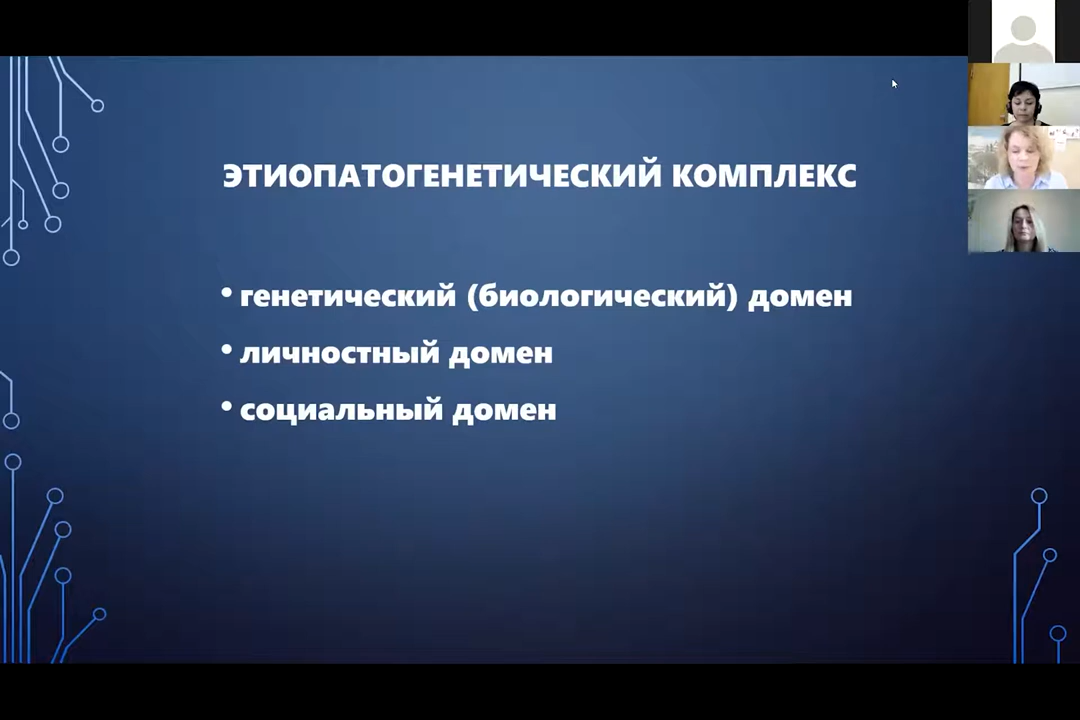 ЭТИОПАТОГЕНЕТИЧЕСКИЙ КОМПЛЕКС
• генетический (биологический) домен
• личностный домен
• социальный домен